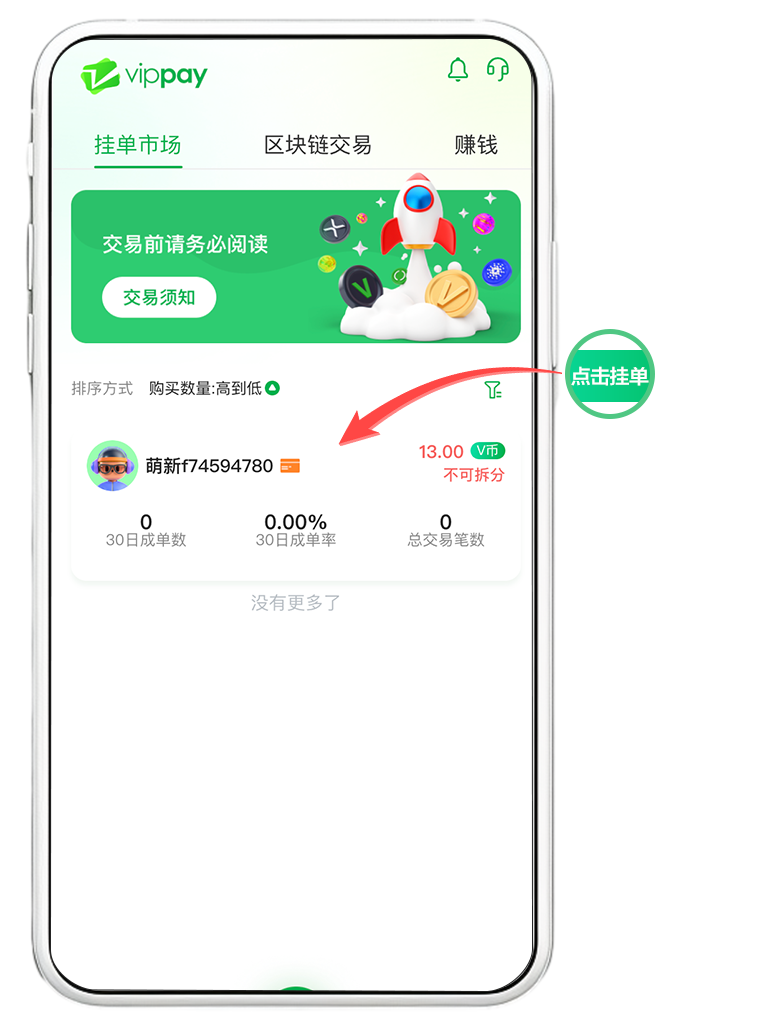 vippay
挂单市场
区块链交易
赚钱
交易前请务必阅读
交易须知
排序方式 购买数量:高到低
点击挂单
萌新f74594780
13.00 V币
不可拆分
0
30日成单数
0.00%
30日成单率
0
总交易笔数
没有更多了